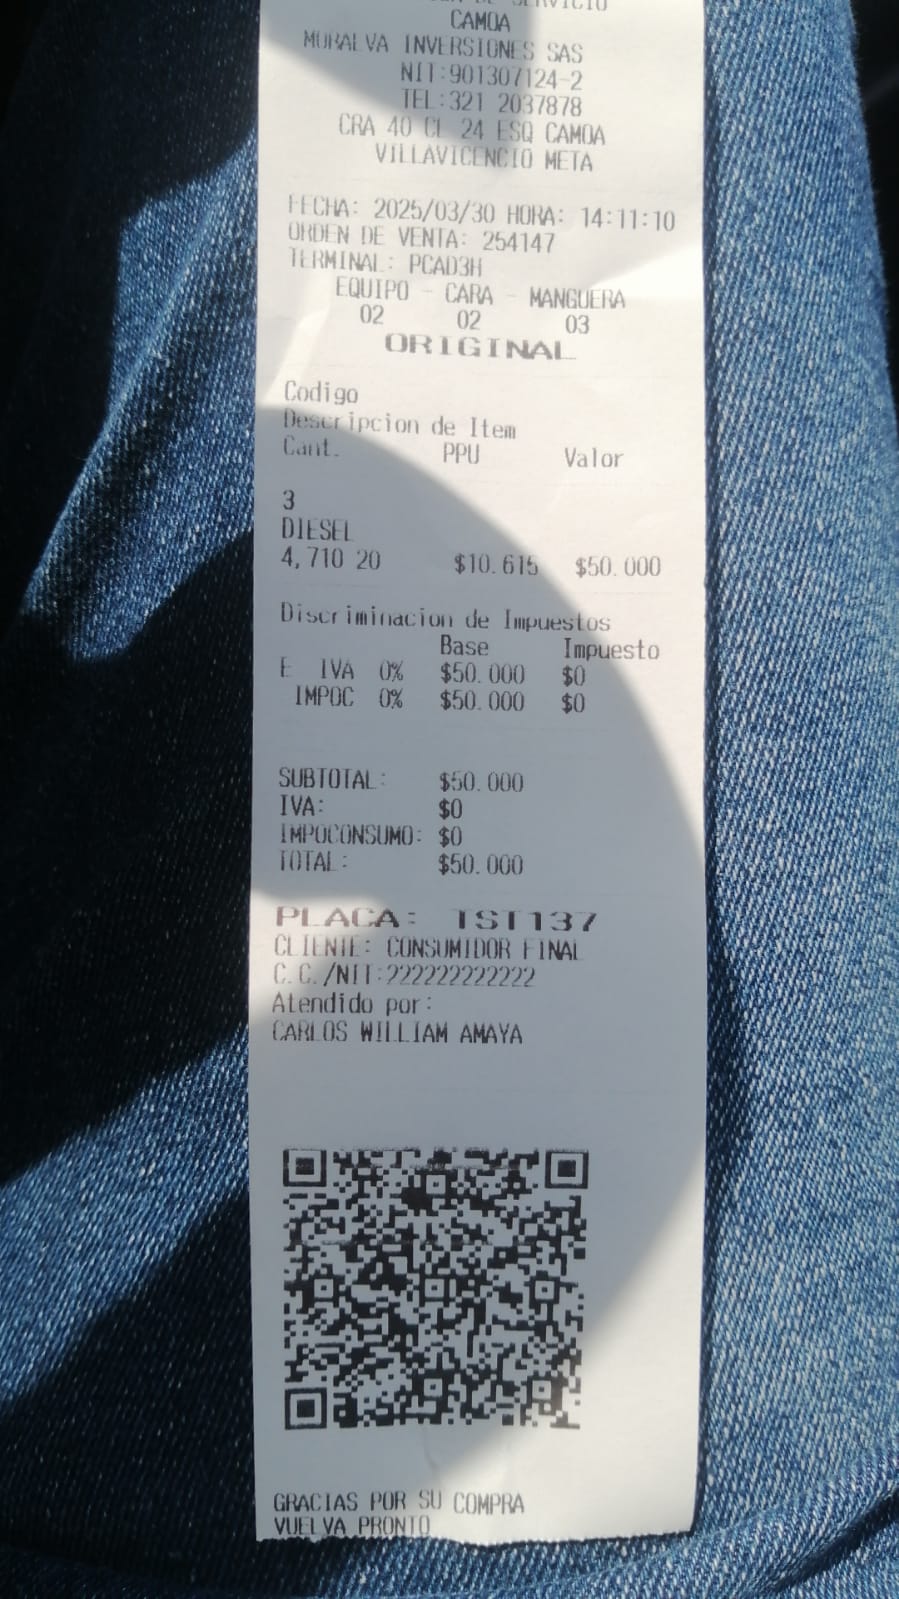 DE SERVICIO
CAMOA
MURALVA INVERSIONES SAS
NIT:901307124-2
TEL:321 2037878
CRA 40 CL 24 ESQ CAMOA
VILLAVICENCIO META
FECHA: 2025/03/30 HORA: 14:11:10
ORDEN DE VENTA: 254147
TERMINAL: PCAD3H
EQUIPO - CARA - MANGUERA
02 02 03
ORIGINAL
Codigo
Descripcion de Item
Cant. PPU Valor
3
DIESEL
4,710 20 $10.615 $50.000
Discriminacion de Impuestos
Base Impuesto
E IVA 0% $50.000 $0
IMPOC 0% $50.000 $0
SUBTOTAL: $50.000
IVA: $0
IMPOCONSUMO: $0
TOTAL: $50.000
PLACA: TST137
CLIENTE: CONSUMIDOR FINAL
C.C./NIT:222222222222
Atendido por:
CARLOS WILLIAM AMAYA
GRACIAS POR SU COMPRA
VUELVA PRONTO